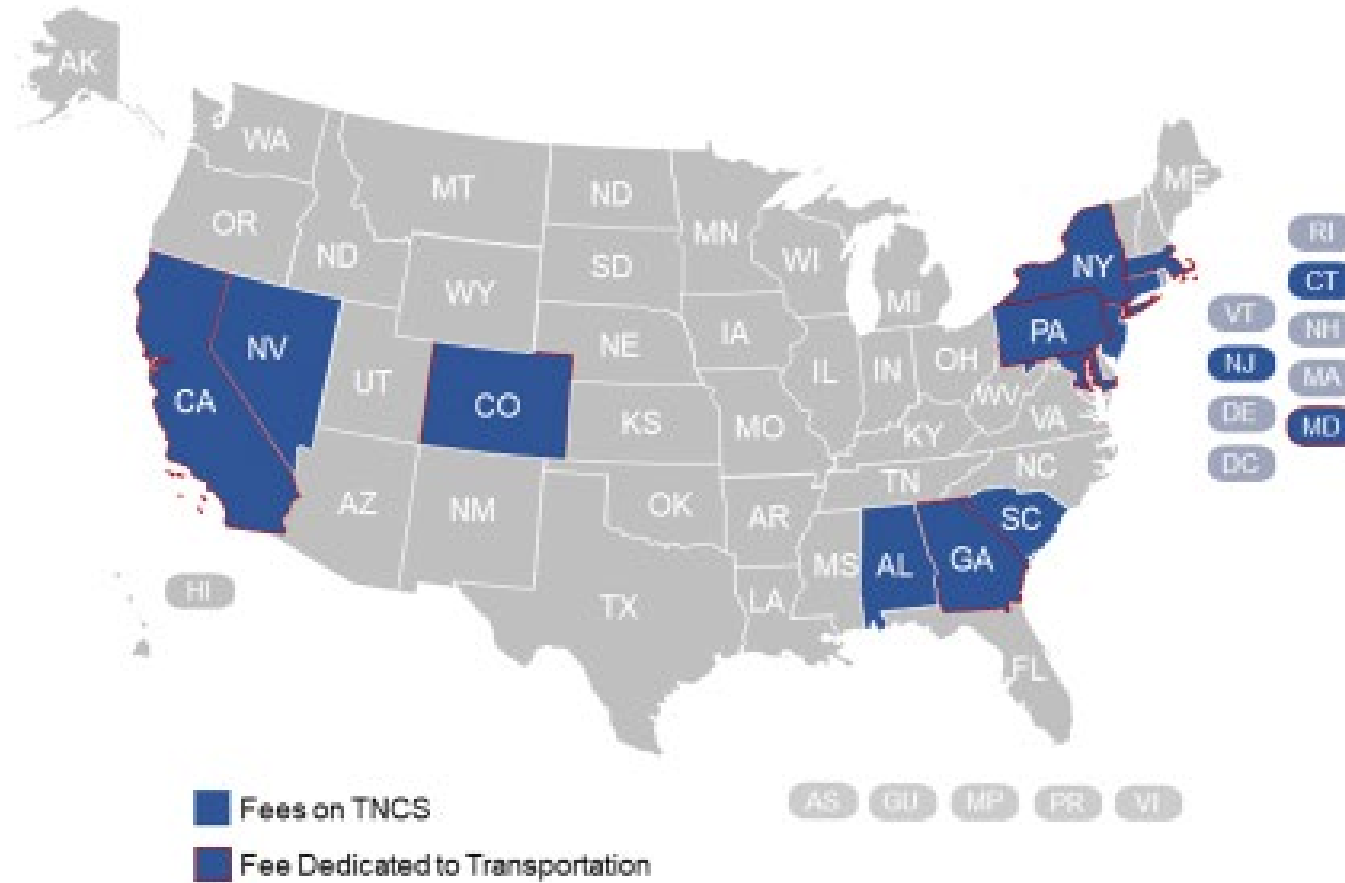 AK
WA
MT
ND
ME
OR
ND
MN
RI
SD
WI
NY
CT
WY
MI
VT
NH
NV
NE
IA
PA
NJ
MA
UT
IL
IN
OH
CA
CO
WV
DE
MD
KS
MO
KY
VA
DC
NC
AZ
NM
OK
AR
TN
SC
MS
AL
GA
HI
TX
LA
FL
AS
GU
MP
PR
VI
Fees on TNCS
Fee Dedicated to Transportation